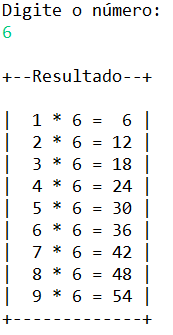 Digite o número:
6
+--Resultado--+
|  1 * 6 =  6 |
|  2 * 6 = 12 |
|  3 * 6 = 18 |
|  4 * 6 = 24 |
|  5 * 6 = 30 |
|  6 * 6 = 36 |
|  7 * 6 = 42 |
|  8 * 6 = 48 |
|  9 * 6 = 54 |
+-------------+